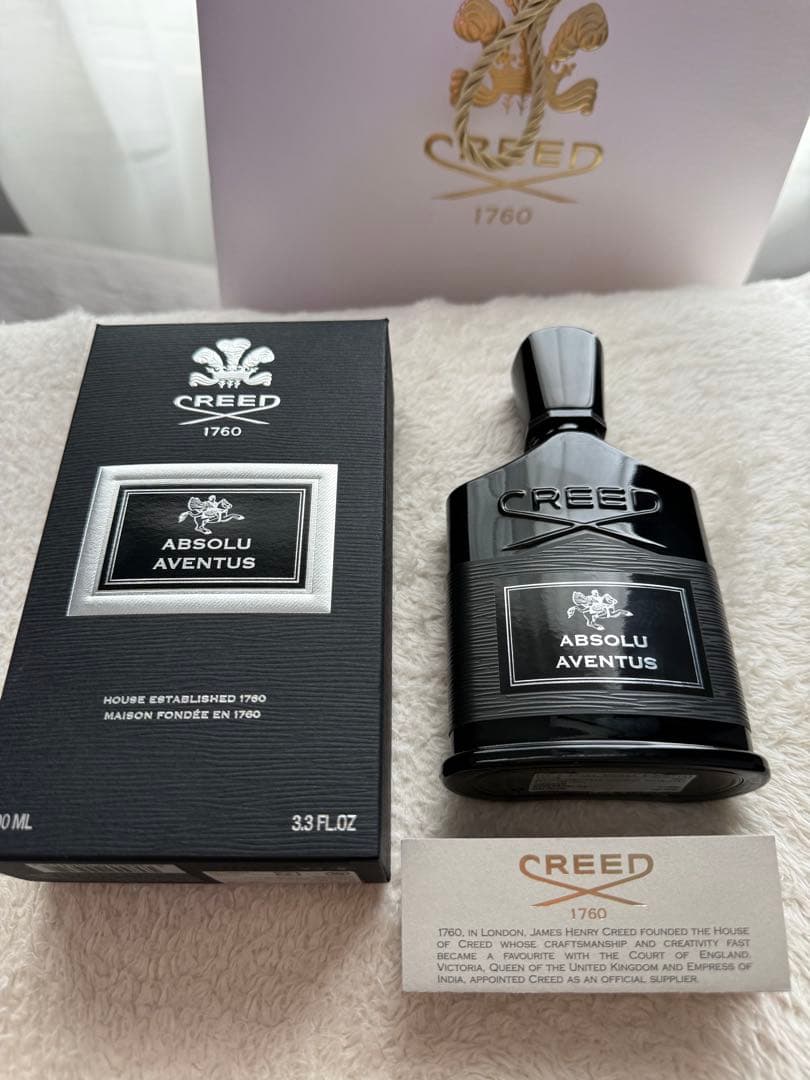 CREED
1760
CREED
1760
ABSOLU
AVENTUS
HOUSE ESTABLISHED 1760
MAISON FONDÉE EN 1760
ML
3.3 FL.OZ
CREED
ABSOLU
AVENTUS
CREED
1760
1760, IN LONDON, JAMES HENRY CREED FOUNDED THE HOUSE
OF CREED WHOSE CRAFTSMANSHIP AND CREATIVITY FAST
BECAME A FAVOURITE WITH THE COURT OF ENGLAND.
VICTORIA, QUEEN OF THE UNITED KINGDOM AND EMPRESS OF
INDIA, APPOINTED CREED AS AN OFFICIAL SUPPLIER.